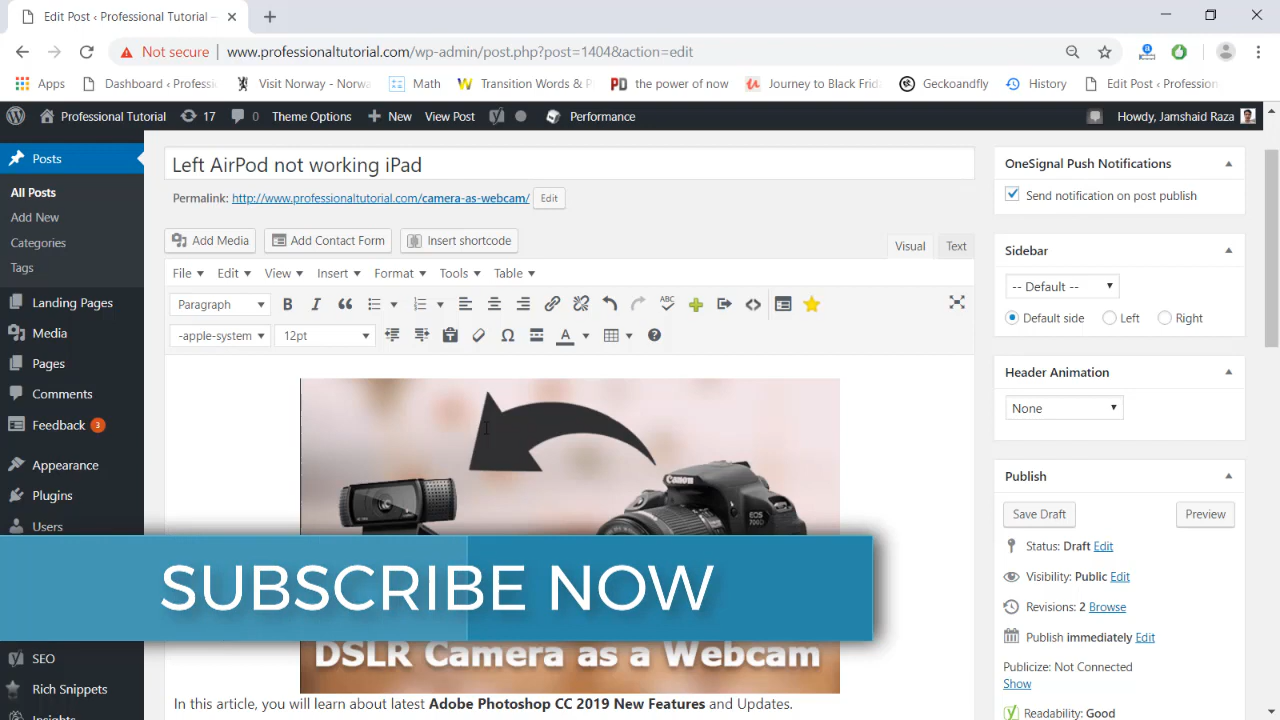 Edit Post ‹ Professional Tutorial —
Not secure
www.professionaltutorial.com/wp-admin/post.php?post=1404&action=edit
Apps
Dashboard ‹ Professi
Visit Norway - Norw
Math
Transition Words & P
the power of now
Journey to Black Frid
Geckoandfly
History
Edit Post ‹ Profession
Professional Tutorial
17
0
Theme Options
New
View Post
Performance
Howdy, Jamshaid Raza
Posts
All Posts
Add New
Categories
Tags
Landing Pages
Media
Pages
Comments
Feedback 3
Appearance
Plugins
Users
SEO
Rich Snippets
Insights
Left AirPod not working iPad
Permalink: http://www.professionaltutorial.com/camera-as-webcam/ Edit
Add Media
Add Contact Form
Insert shortcode
Visual
Text
File
Edit
View
Insert
Format
Tools
Table
Paragraph
ABC
-apple-system
12pt
Canon
EOS
700D
SUBSCRIBE NOW
DSLR Camera as a Webcam
In this article, you will learn about latest Adobe Photoshop CC 2019 New Features and Updates.
OneSignal Push Notifications
Send notification on post publish
Sidebar
-- Default --
Default side
Left
Right
Header Animation
None
Publish
Save Draft
Preview
Status: Draft Edit
Visibility: Public Edit
Revisions: 2 Browse
Publish immediately Edit
Publicize: Not Connected
Show
Readability: Good